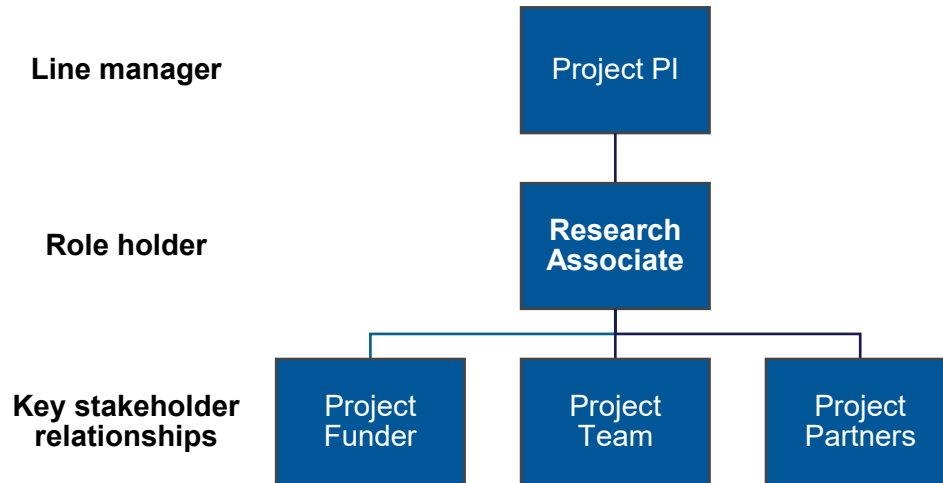 Line manager
Project PI
Role holder
Research
Associate
Key stakeholder
relationships
Project
Funder
Project
Team
Project
Partners